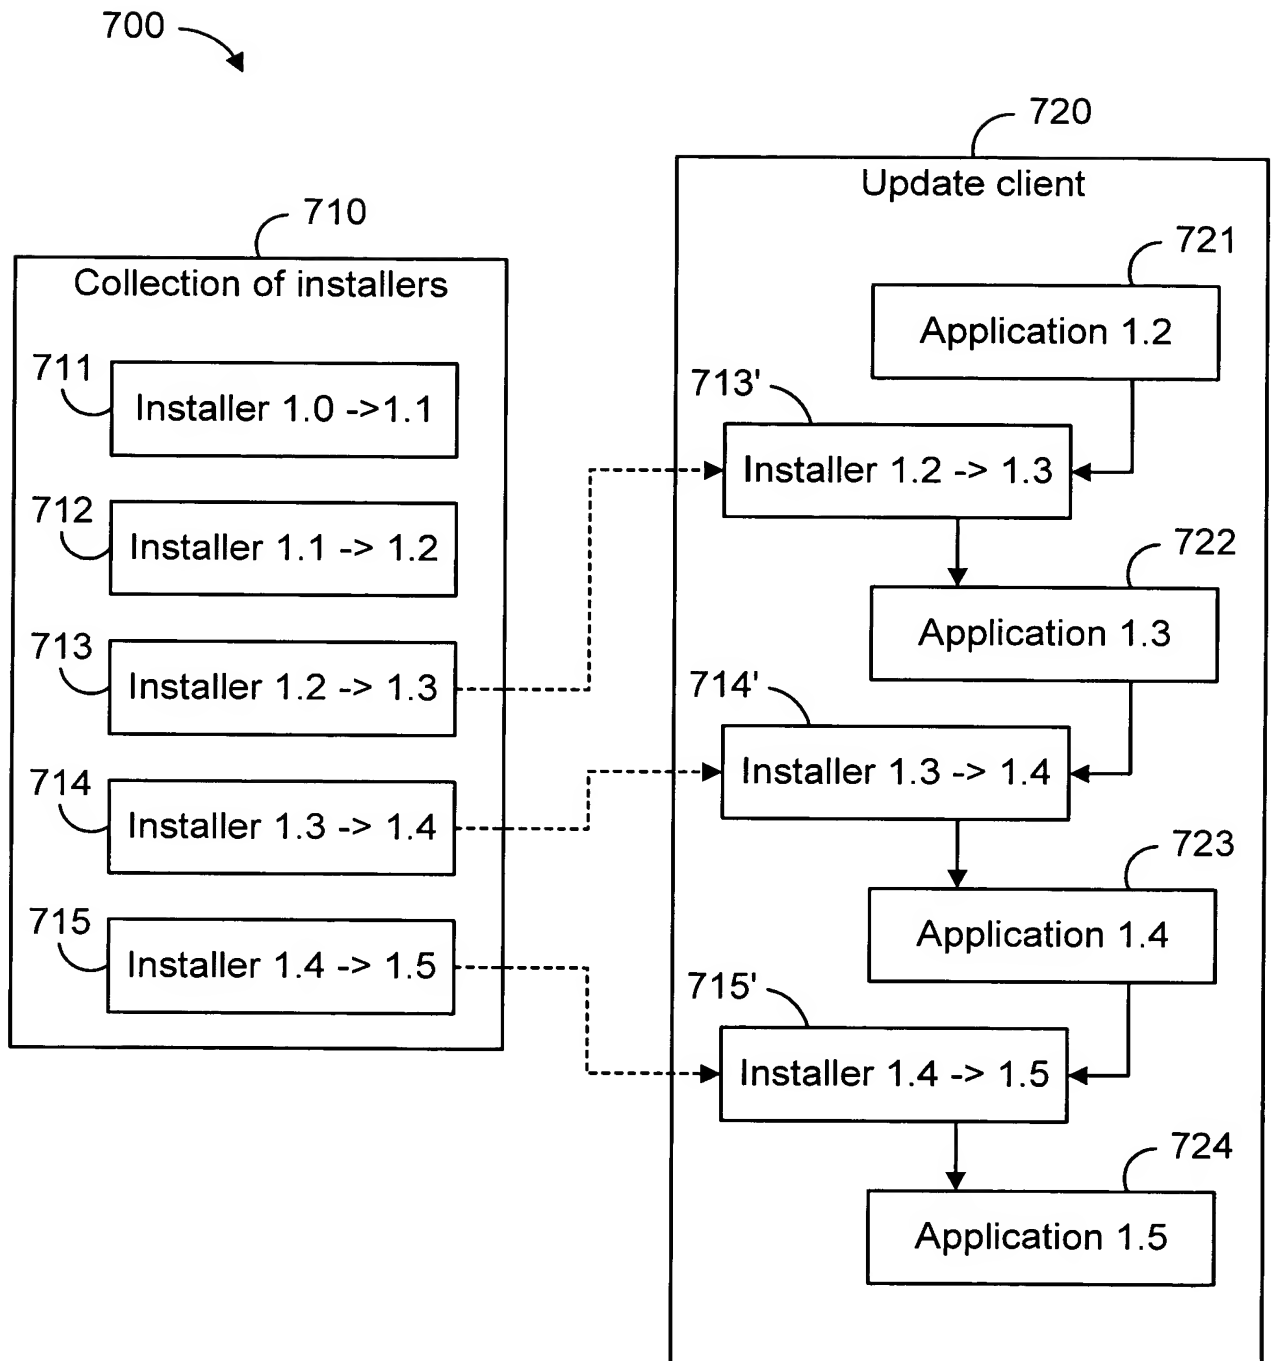 700
720
Update client
710
Collection of installers
711
Installer 1.0 ->1.1
712
Installer 1.1 -> 1.2
713
Installer 1.2 -> 1.3
714
Installer 1.3 -> 1.4
715
Installer 1.4 -> 1.5
721
Application 1.2
713'
Installer 1.2 -> 1.3
722
Application 1.3
714'
Installer 1.3 -> 1.4
723
Application 1.4
715'
Installer 1.4 -> 1.5
724
Application 1.5